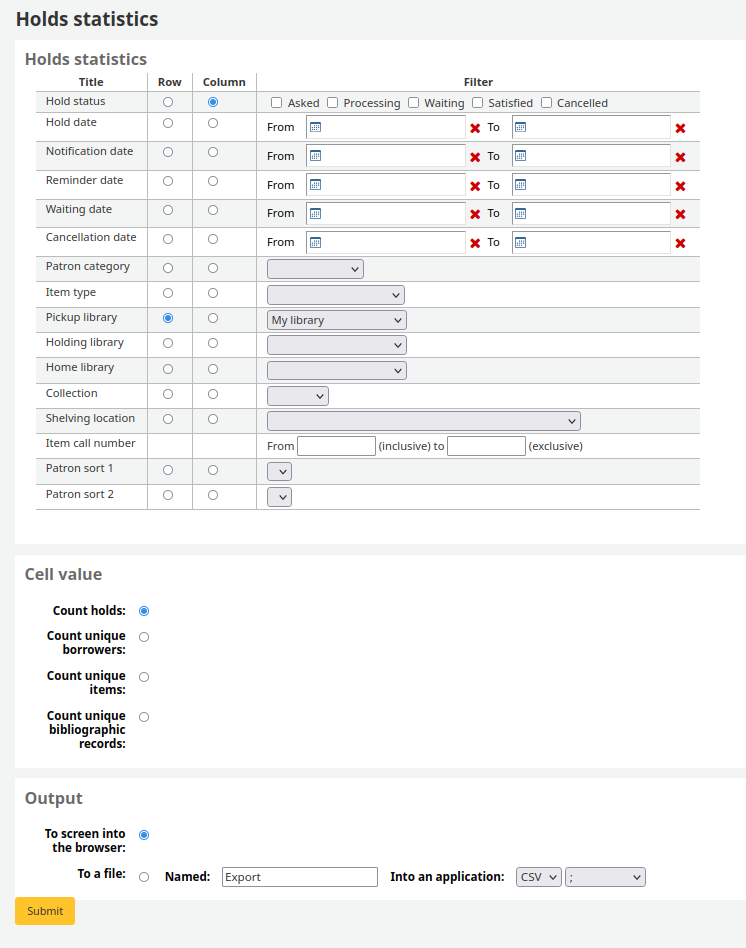 Holds statistics
Holds statistics
Title Row Column Filter
Hold status Asked Processing Waiting Satisfied Cancelled
Hold date From To
Notification date From To
Reminder date From To
Waiting date From To
Cancellation date From To
Patron category
Item type
Pickup library My library
Holding library
Home library
Collection
Shelving location
Item call number From (inclusive) to (exclusive)
Patron sort 1
Patron sort 2
Cell value
Count holds:
Count unique
borrowers:
Count unique
items:
Count unique
bibliographic
records:
Output
To screen into
the browser:
To a file: Named: Export Into an application: CSV ;
Submit